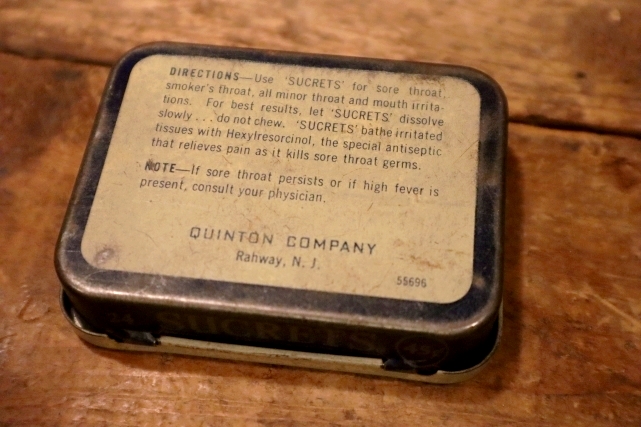 DIRECTIONS—Use 'SUCRETS' for sore throat,
smoker's throat, all minor throat and mouth irrita-
tions. For best results, let 'SUCRETS' dissolve
slowly . . . do not chew. 'SUCRETS' bathe irritated
tissues with Hexylresorcinol, the special antiseptic
that relieves pain as it kills sore throat germs.
NOTE—If sore throat persists or if high fever is
present, consult your physician.
QUINTON COMPANY
Rahway, N. J.
55696
24 SUCRETS